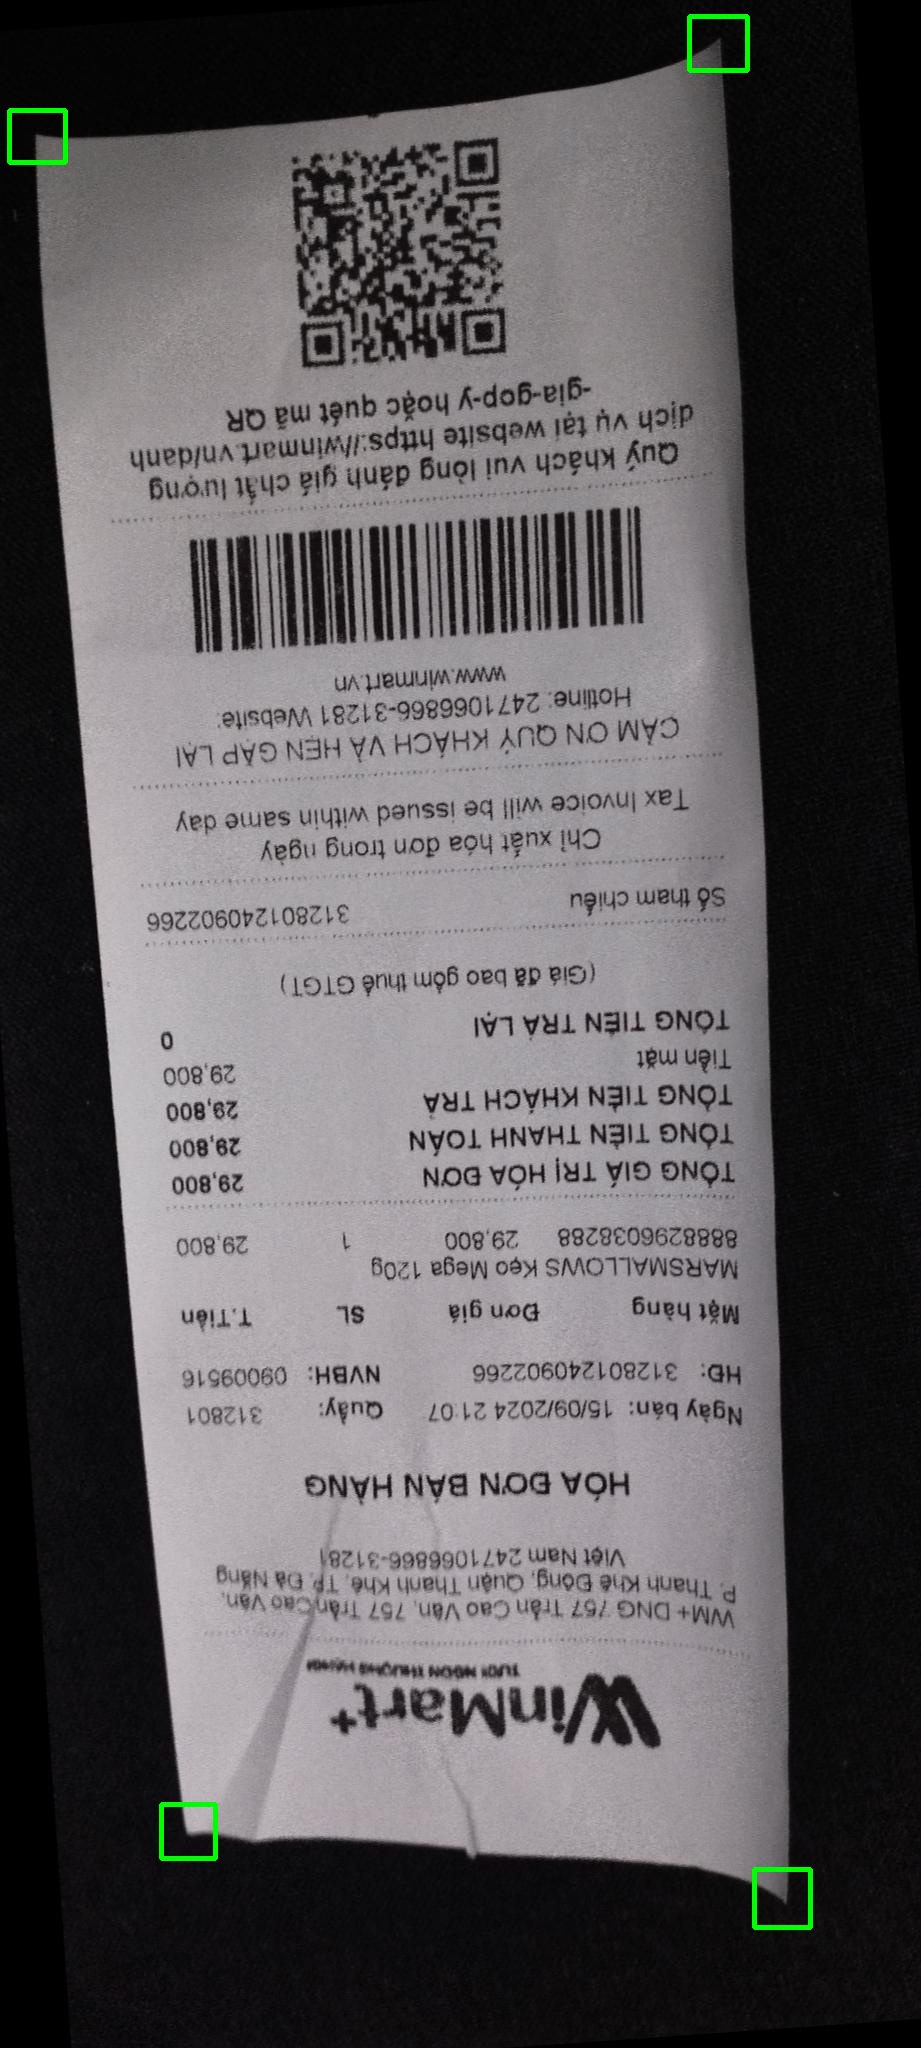 WinMart+
TƯƠI NGON THƯỢNG HẠNG!
WM+ DNG 757 Trần Cao Vân, 757 Trần Cao Vân,
P. Thanh Khê Đông, Quận Thanh Khê, TP. Đà Nẵng
Việt Nam 2471066866-31281
HÓA ĐƠN BÁN HÀNG
Ngày bán: 15/09/2024 21:07 Quầy: 312801
HĐ: 312801240902266 NVBH: 09009516
Mặt hàng Đơn giá SL T.Tiền
MARSMALLOWS Kẹo Mega 120g
8888296038288 29,800 1 29,800
TỔNG GIÁ TRỊ HÓA ĐƠN 29,800
TỔNG TIỀN THANH TOÁN 29,800
TỔNG TIỀN KHÁCH TRẢ 29,800
Tiền mặt 29,800
TỔNG TIỀN TRẢ LẠI 0
(Giá đã bao gồm thuế GTGT)
Số tham chiếu 312801240902266
Chỉ xuất hóa đơn trong ngày
Tax Invoice will be issued within same day
CẢM ƠN QUÝ KHÁCH VÀ HẸN GẶP LẠI
Hotline: 2471066866-31281 Website:
www.winmart.vn
Quý khách vui lòng đánh giá chất lượng
dịch vụ tại website https://winmart.vn/danh
-gia-gop-y hoặc quét mã QR